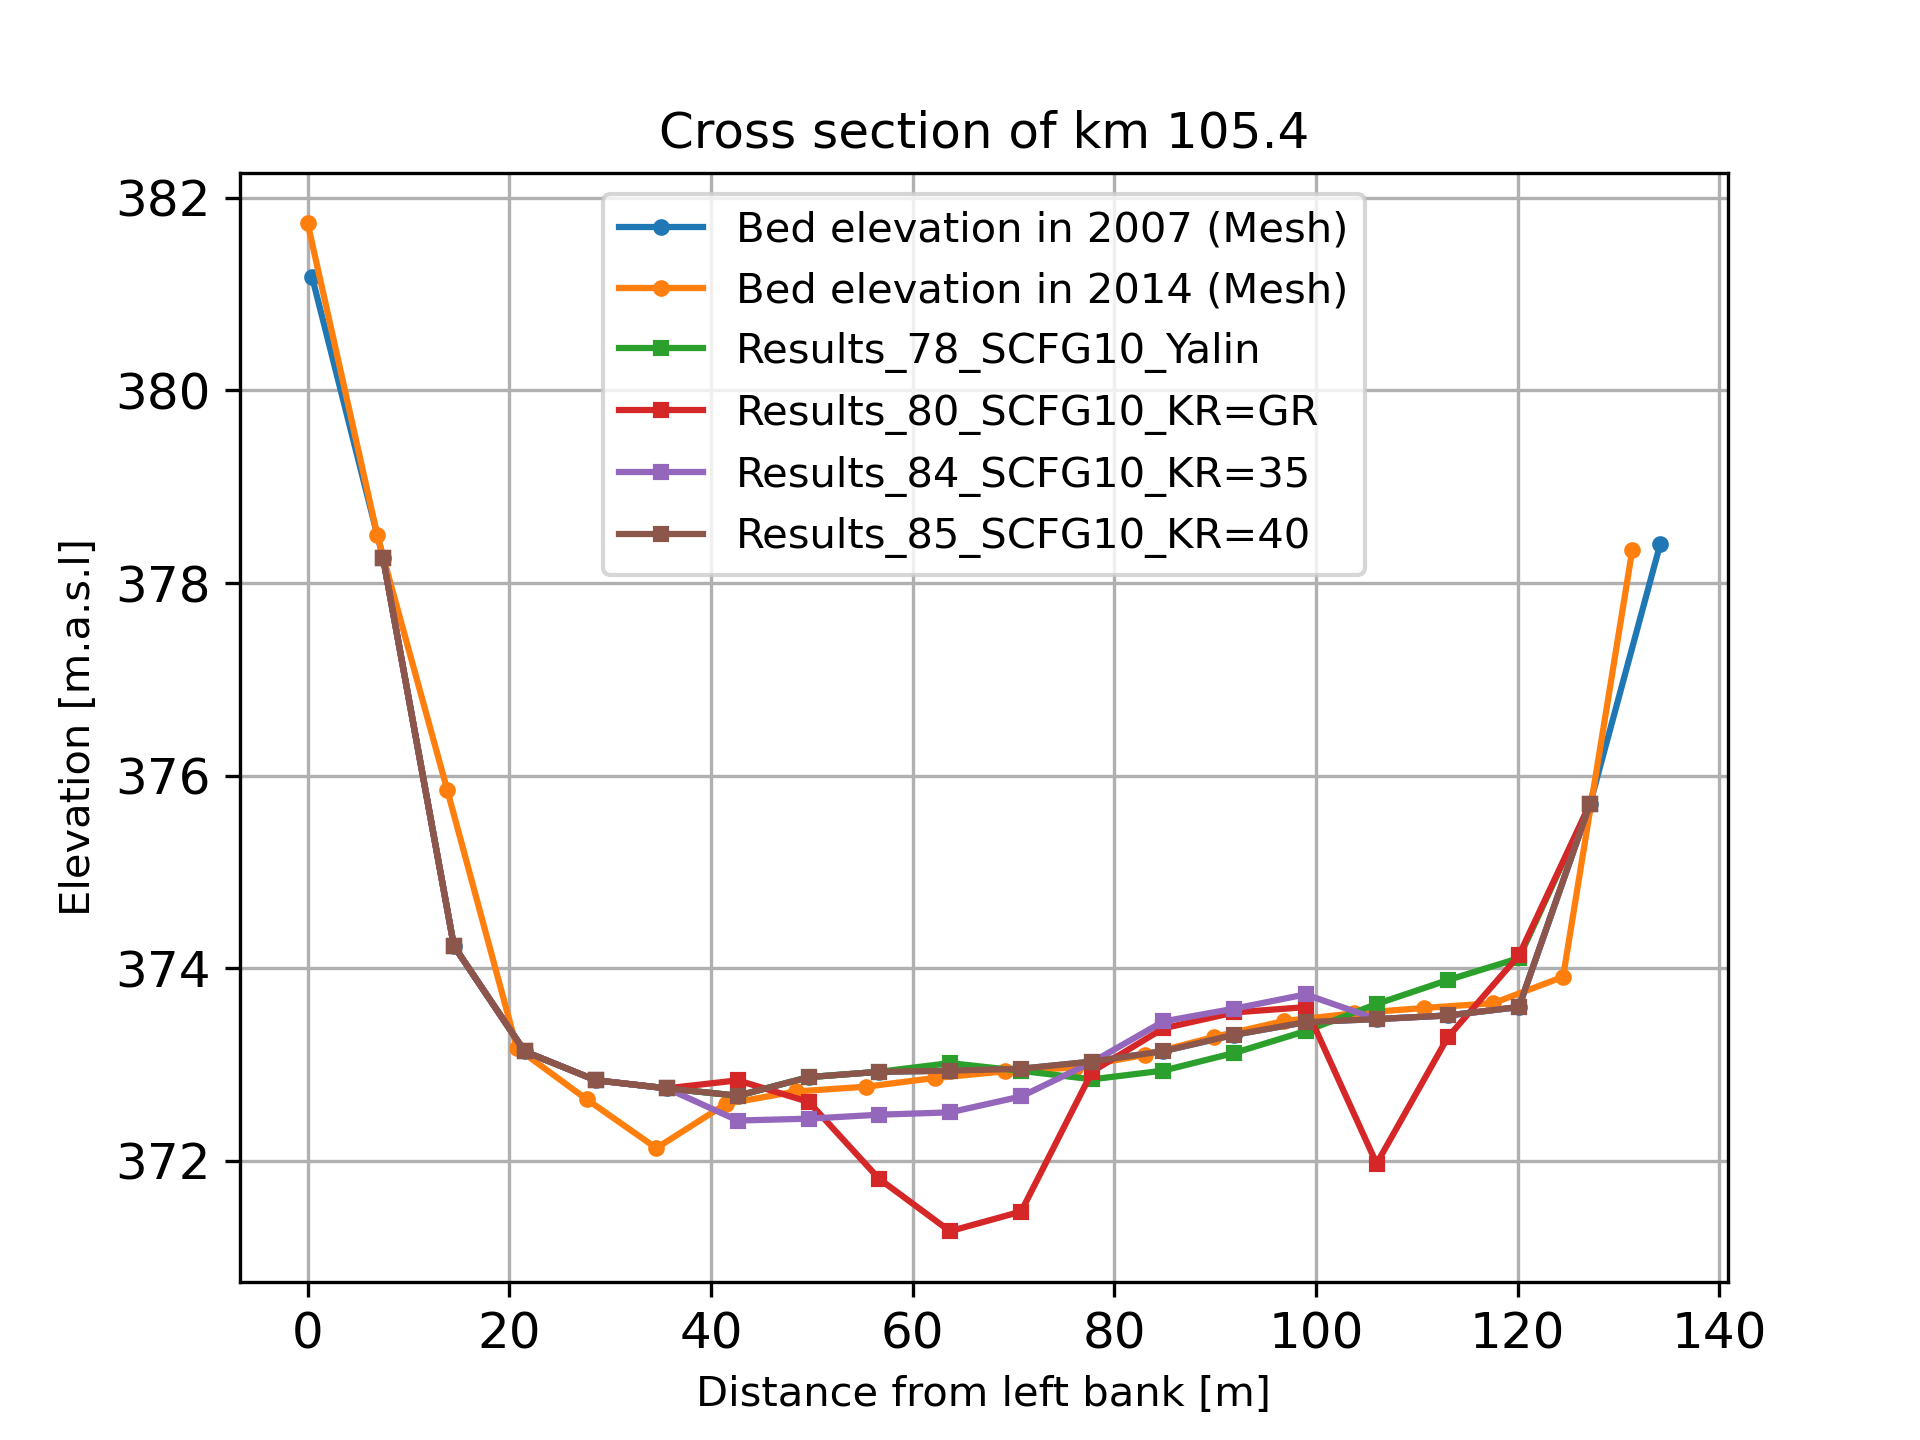 Cross section of km 105.4
382
380
378
376
374
372
Elevation [m.a.s.l]
Bed elevation in 2007 (Mesh)
Bed elevation in 2014 (Mesh)
Results_78_SCFG10_Yalin
Results_80_SCFG10_KR=GR
Results_84_SCFG10_KR=35
Results_85_SCFG10_KR=40
0 20 40 60 80 100 120 140
Distance from left bank [m]